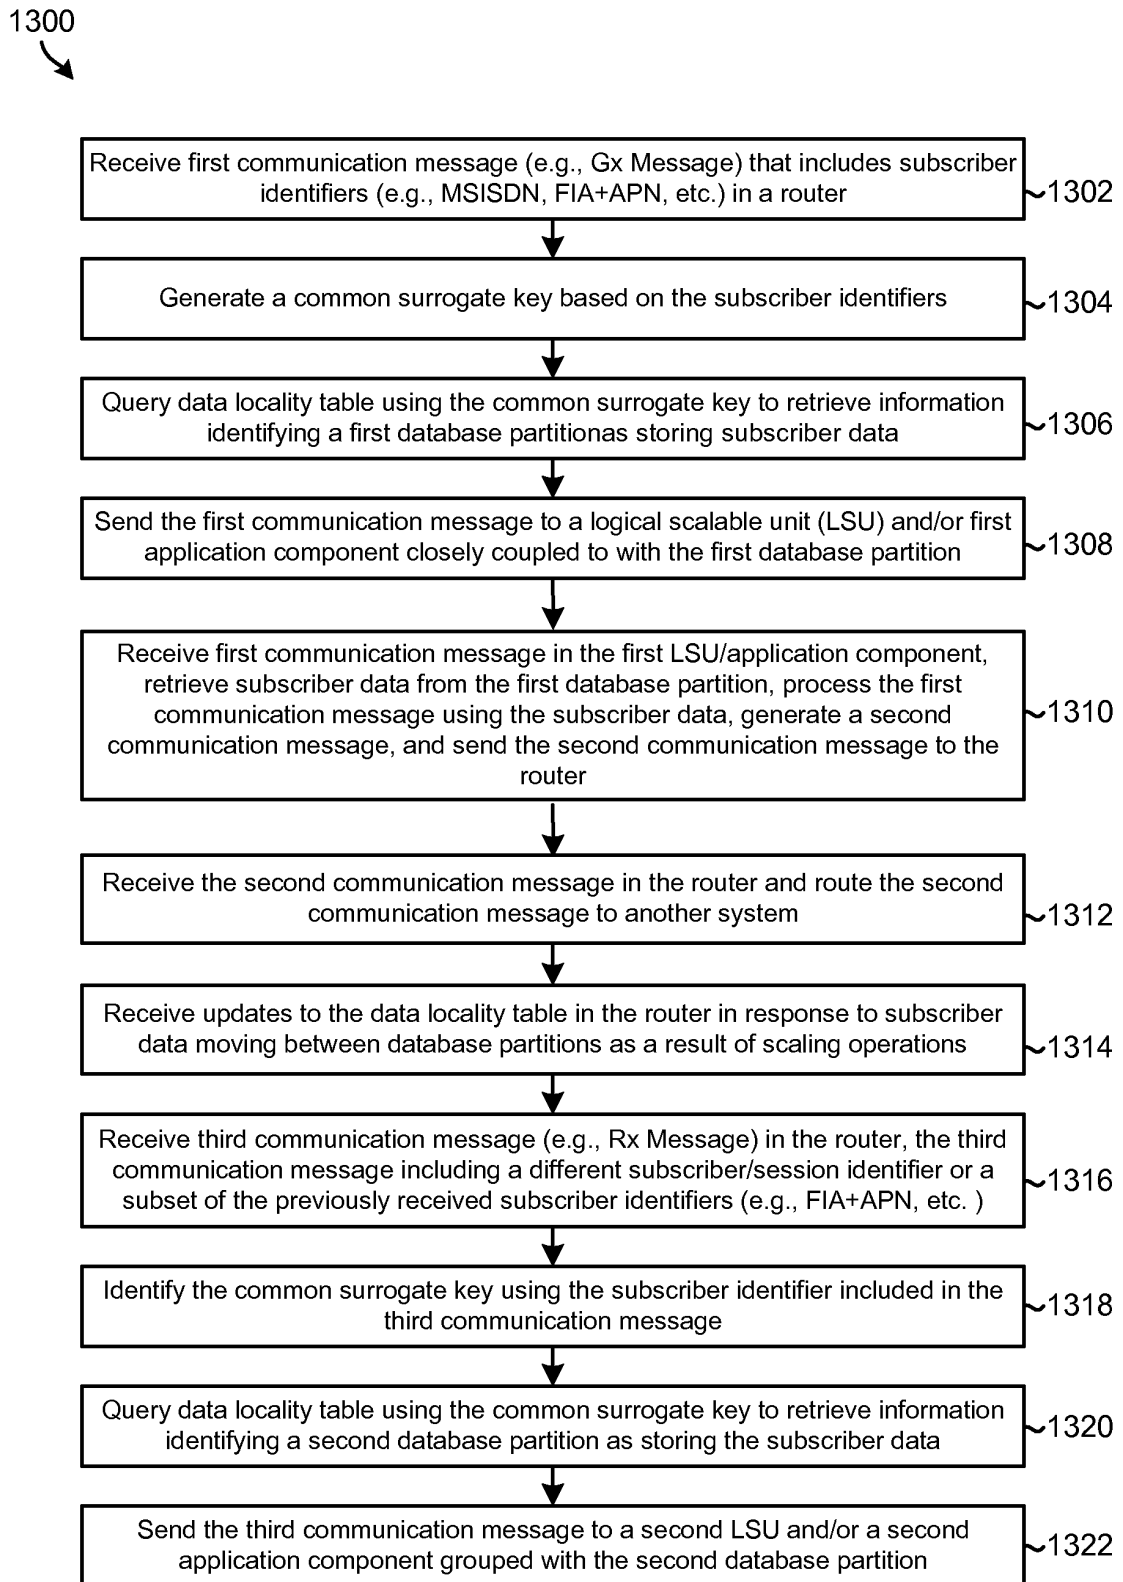 1300
Receive first communication message (e.g., Gx Message) that includes subscriber
identifiers (e.g., MSISDN, FIA+APN, etc.) in a router
1302
Generate a common surrogate key based on the subscriber identifiers
1304
Query data locality table using the common surrogate key to retrieve information
identifying a first database partitionas storing subscriber data
1306
Send the first communication message to a logical scalable unit (LSU) and/or first
application component closely coupled to with the first database partition
1308
Receive first communication message in the first LSU/application component,
retrieve subscriber data from the first database partition, process the first
communication message using the subscriber data, generate a second
communication message, and send the second communication message to the
router
1310
Receive the second communication message in the router and route the second
communication message to another system
1312
Receive updates to the data locality table in the router in response to subscriber
data moving between database partitions as a result of scaling operations
1314
Receive third communication message (e.g., Rx Message) in the router, the third
communication message including a different subscriber/session identifier or a
subset of the previously received subscriber identifiers (e.g., FIA+APN, etc. )
1316
Identify the common surrogate key using the subscriber identifier included in the
third communication message
1318
Query data locality table using the common surrogate key to retrieve information
identifying a second database partition as storing the subscriber data
1320
Send the third communication message to a second LSU and/or a second
application component grouped with the second database partition
1322